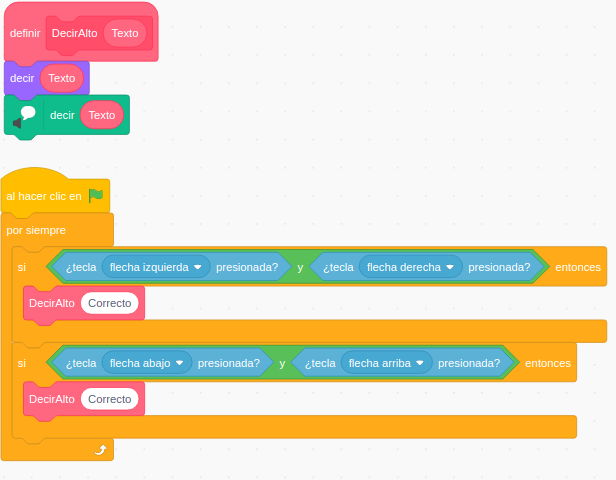 definir DecirAlto Texto
decir Texto
decir Texto
al hacer clic en
por siempre
si ¿tecla flecha izquierda presionada? y ¿tecla flecha derecha presionada? entonces
DecirAlto Correcto
si ¿tecla flecha abajo presionada? y ¿tecla flecha arriba presionada? entonces
DecirAlto Correcto